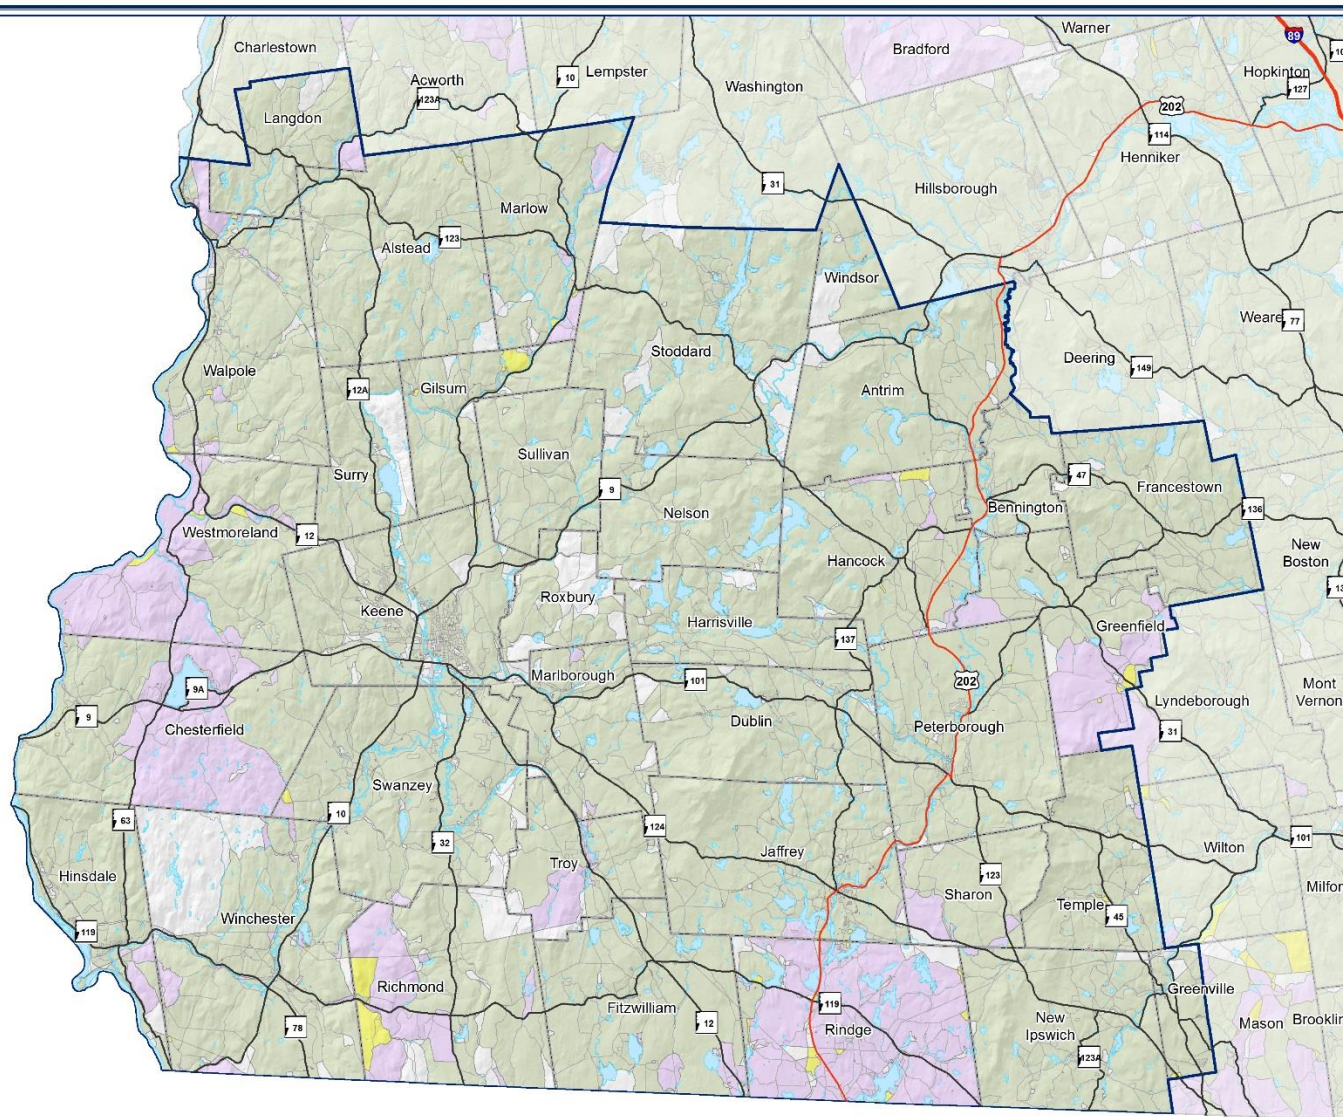 Warner
89
Charlestown
Bradford
Acworth
10
Lempster
Washington
Hopkinton
127
123A
202
Langdon
114
Henniker
31
Hillsborough
Marlow
123
Alstead
Windsor
Weare
77
Stoddard
Deering
149
Walpole
12A
Gilsum
Antrim
Sullivan
Surry
47
9
Francestown
Nelson
Bennington
136
Westmoreland
12
New
Boston
Hancock
Roxbury
Keene
Harrisville
137
Greenfield
Marlborough
101
202
9A
Mont
Vernon
Lyndeborough
9
Chesterfield
Dublin
Peterborough
31
Swanzey
10
63
124
101
32
Jaffrey
Wilton
Troy
Hinsdale
123
Sharon
Milfor
Temple
45
Winchester
119
Richmond
Greenville
119
Fitzwilliam
12
78
Rindge
New
Ipswich
Mason
Brooklin
123A